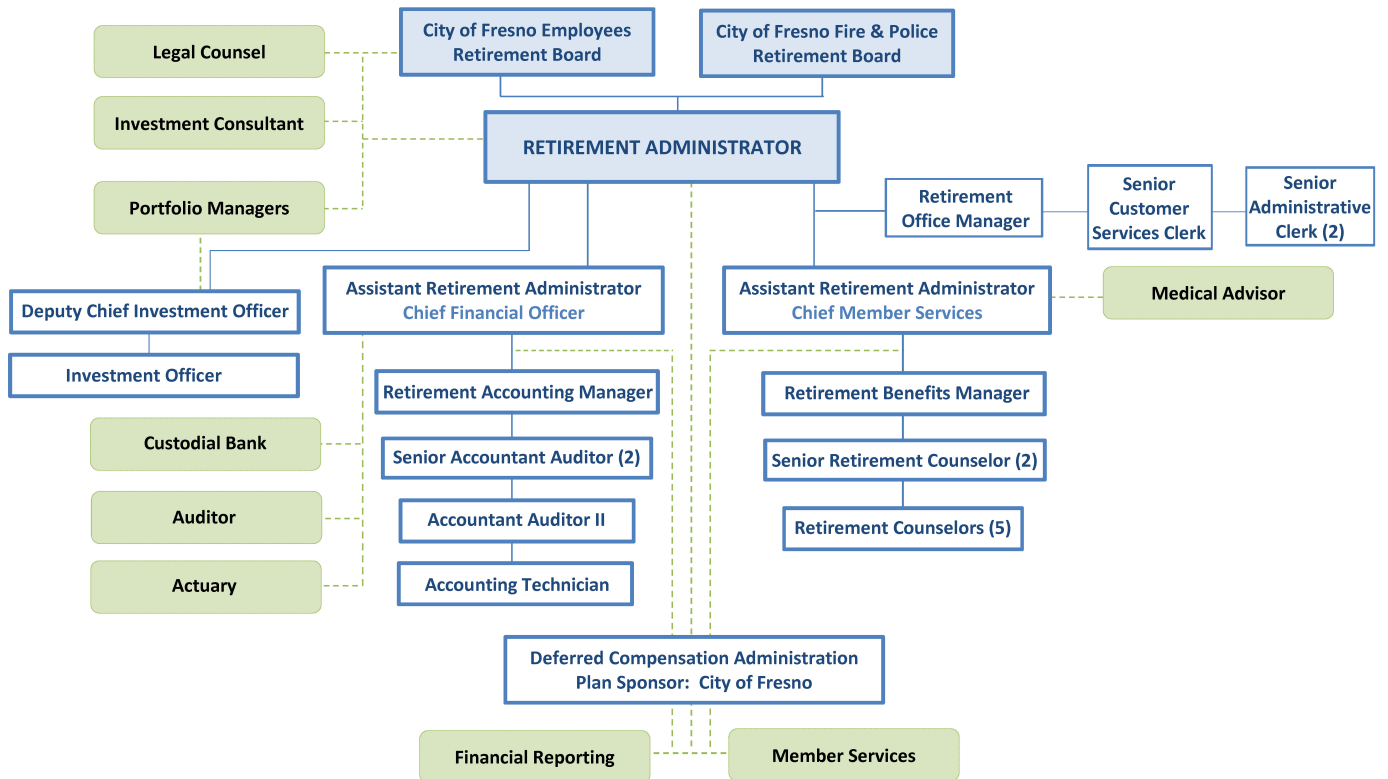 Legal Counsel
City of Fresno Employees
Retirement Board
City of Fresno Fire & Police
Retirement Board
Investment Consultant
RETIREMENT ADMINISTRATOR
Portfolio Managers
Retirement
Office Manager
Senior
Customer
Services Clerk
Senior
Administrative
Clerk (2)
Deputy Chief Investment Officer
Assistant Retirement Administrator
Chief Financial Officer
Assistant Retirement Administrator
Chief Member Services
Medical Advisor
Investment Officer
Retirement Accounting Manager
Retirement Benefits Manager
Custodial Bank
Senior Accountant Auditor (2)
Senior Retirement Counselor (2)
Auditor
Accountant Auditor II
Retirement Counselors (5)
Actuary
Accounting Technician
Deferred Compensation Administration
Plan Sponsor:  City of Fresno
Financial Reporting
Member Services